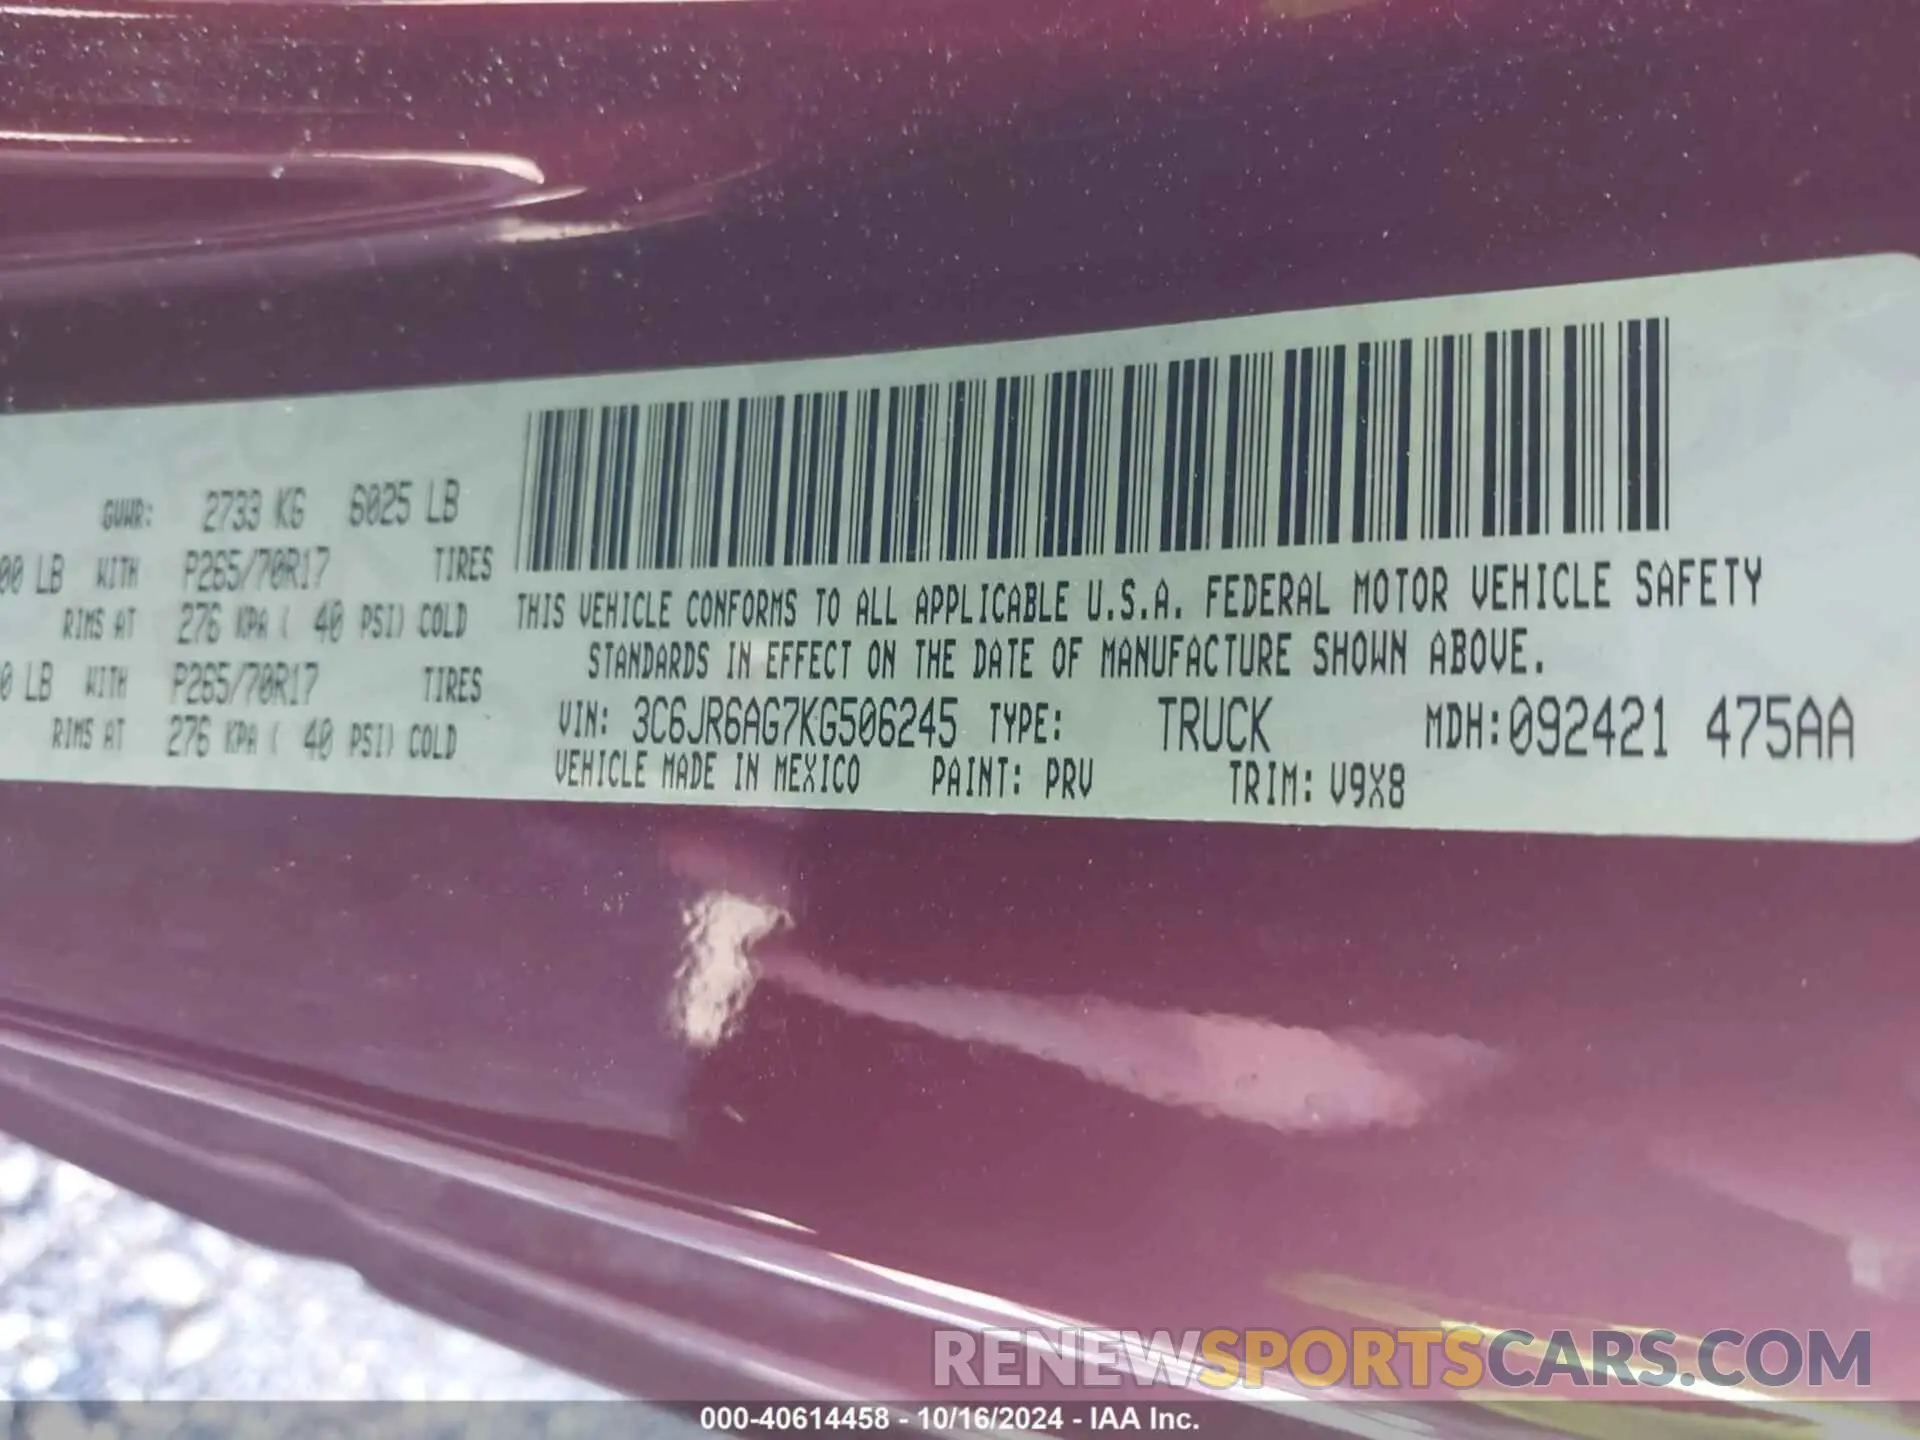 GVWR: 2733 KG 6025 LB
00 LB WITH P265/70R17 TIRES
RIMS AT 276 KPA ( 40 PSI) COLD
0 LB WITH P265/70R17 TIRES
RIMS AT 276 KPA ( 40 PSI) COLD
THIS VEHICLE CONFORMS TO ALL APPLICABLE U.S.A. FEDERAL MOTOR VEHICLE SAFETY
STANDARDS IN EFFECT ON THE DATE OF MANUFACTURE SHOWN ABOVE.
VIN: 3C6JR6AG7KG506245 TYPE: TRUCK MDH:092421 475AA
VEHICLE MADE IN MEXICO PAINT: PRV TRIM: V9X8
RENEWSPORTSCARS.COM
000-40614458 - 10/16/2024 - IAA Inc.